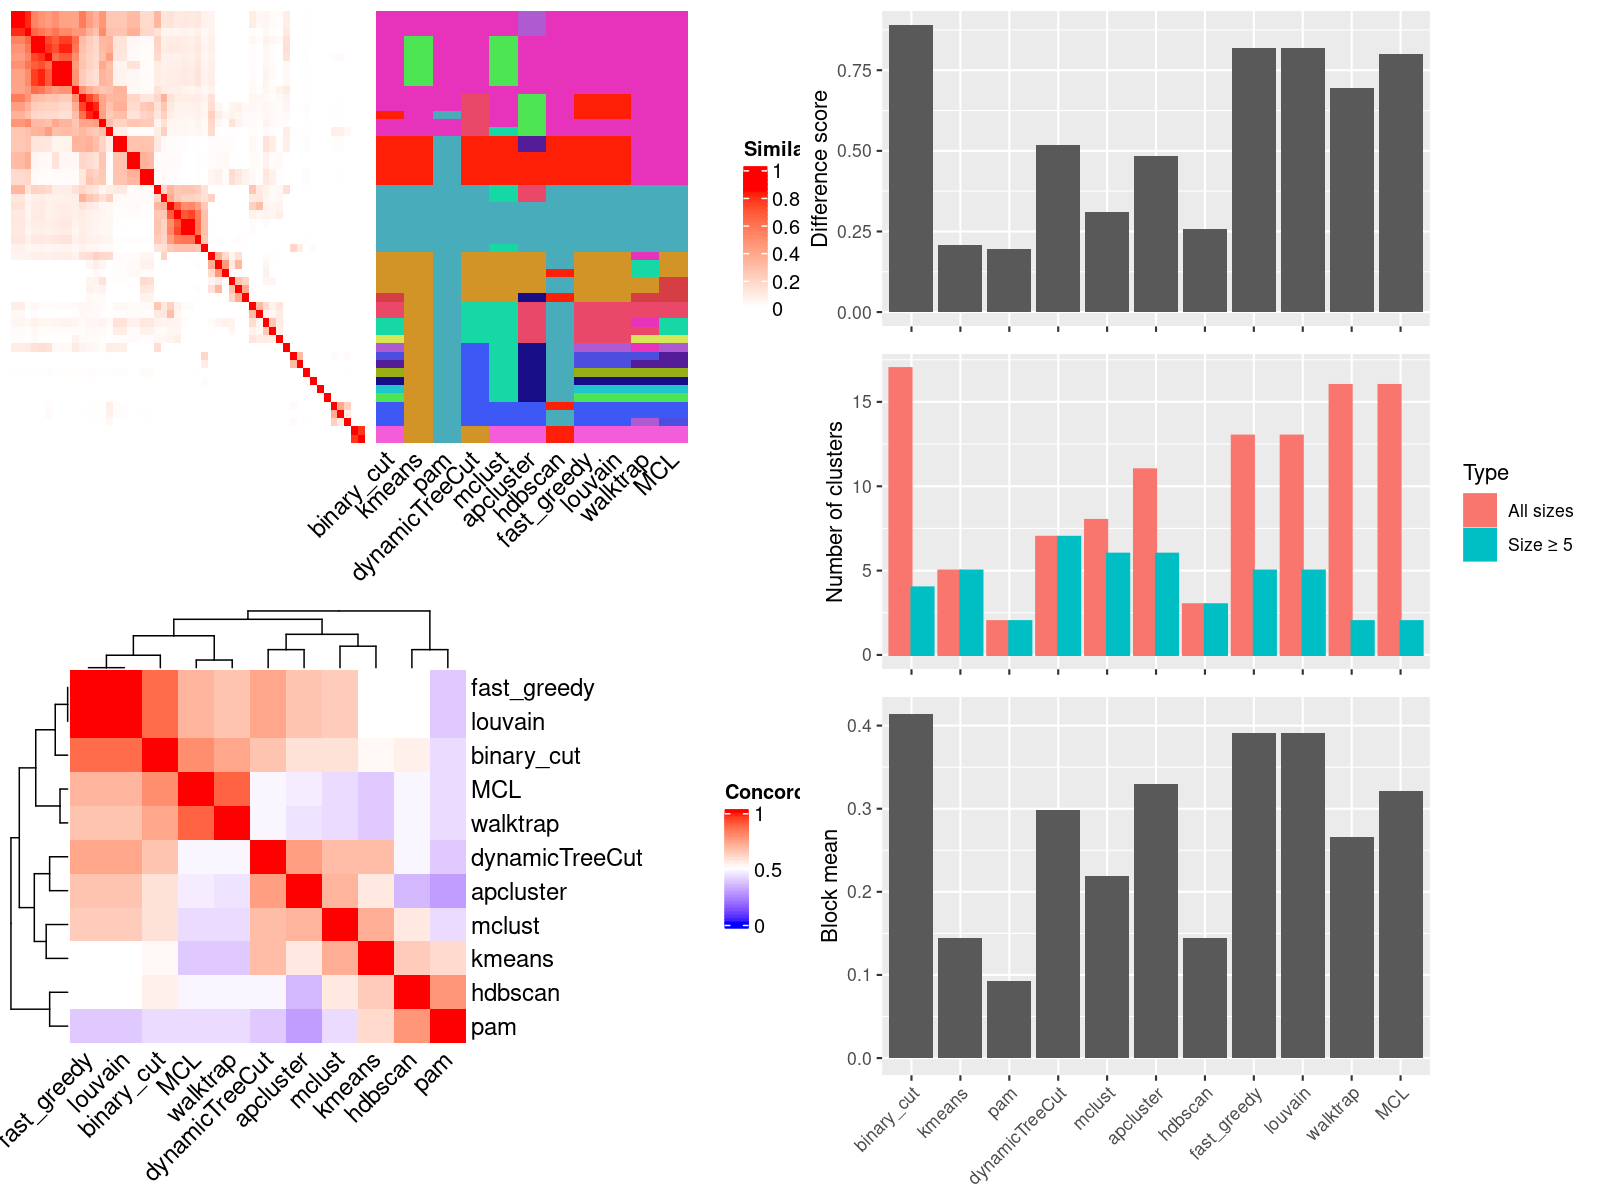 Simila
1
0.8
0.6
0.4
0.2
0
binary_cut
kmeans
pam
dynamicTreeCut
mclust
apcluster
hdbscan
fast_greedy
louvain
walktrap
MCL
Difference score
0.75
0.50
0.25
0.00
Number of clusters
15
10
5
0
Type
All sizes
Size ≥ 5
fast_greedy
louvain
binary_cut
MCL
walktrap
dynamicTreeCut
apcluster
mclust
kmeans
hdbscan
pam
fast_greedy
louvain
binary_cut
MCL
walktrap
dynamicTreeCut
apcluster
mclust
kmeans
hdbscan
pam
Concord
1
0.5
0
Block mean
0.4
0.3
0.2
0.1
0.0
binary_cut
kmeans
pam
dynamicTreeCut
mclust
apcluster
hdbscan
fast_greedy
louvain
walktrap
MCL